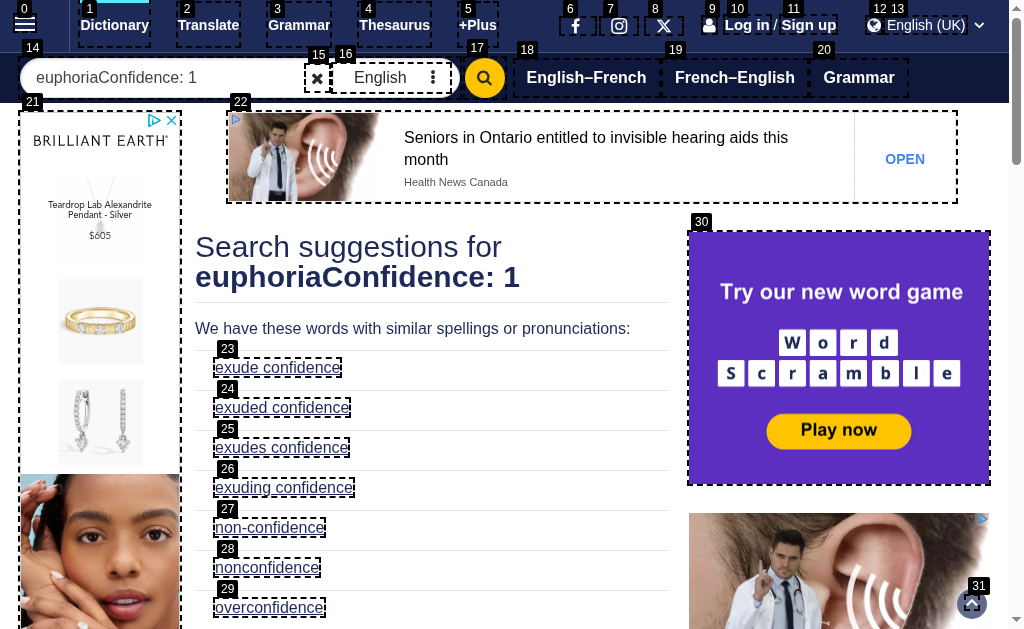 0 1 2 3 4 5 6 7 8 9 10 11 12 13
Dictionary Translate Grammar Thesaurus +Plus Log in / Sign up English (UK)
14 15 16 17 18 19 20
euphoriaConfidence: 1 English English–French French–English Grammar
21 22
BRILLIANT EARTH
Teardrop Lab Alexandrite
Pendant - Silver
$605
Seniors in Ontario entitled to invisible hearing aids this
month
Health News Canada
OPEN
Search suggestions for
euphoriaConfidence: 1
We have these words with similar spellings or pronunciations:
23
exude confidence
24
exuded confidence
25
exudes confidence
26
exuding confidence
27
non-confidence
28
nonconfidence
29
overconfidence
30
Try our new word game
Word
Scramble
Play now
31